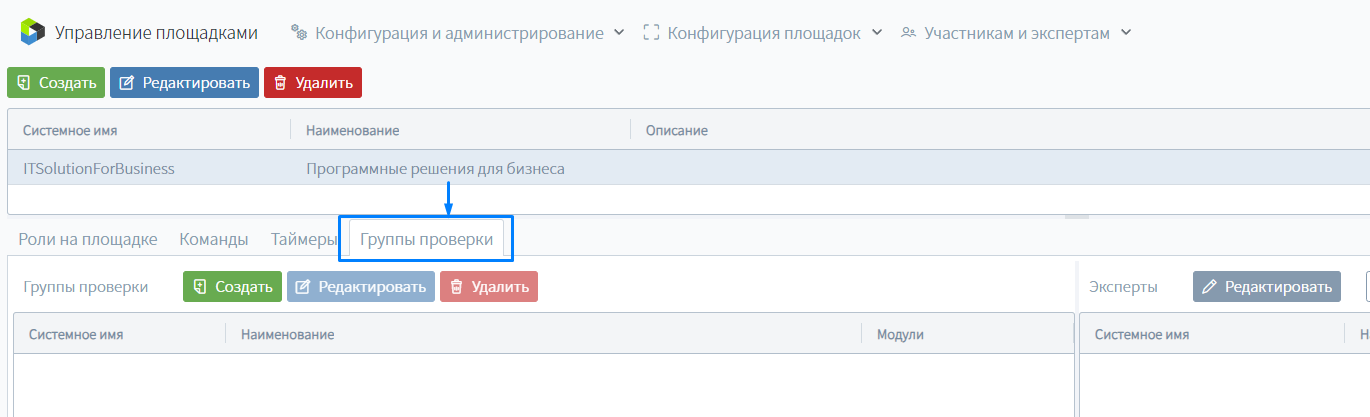 Управление площадками Конфигурация и администрирование Конфигурация площадок Участникам и экспертам
Создать Редактировать Удалить
Системное имя Наименование Описание
ITSolutionForBusiness Программные решения для бизнеса
Роли на площадке Команды Таймеры Группы проверки
Группы проверки Создать Редактировать Удалить Эксперты Редактировать
Системное имя Наименование Модули Системное имя